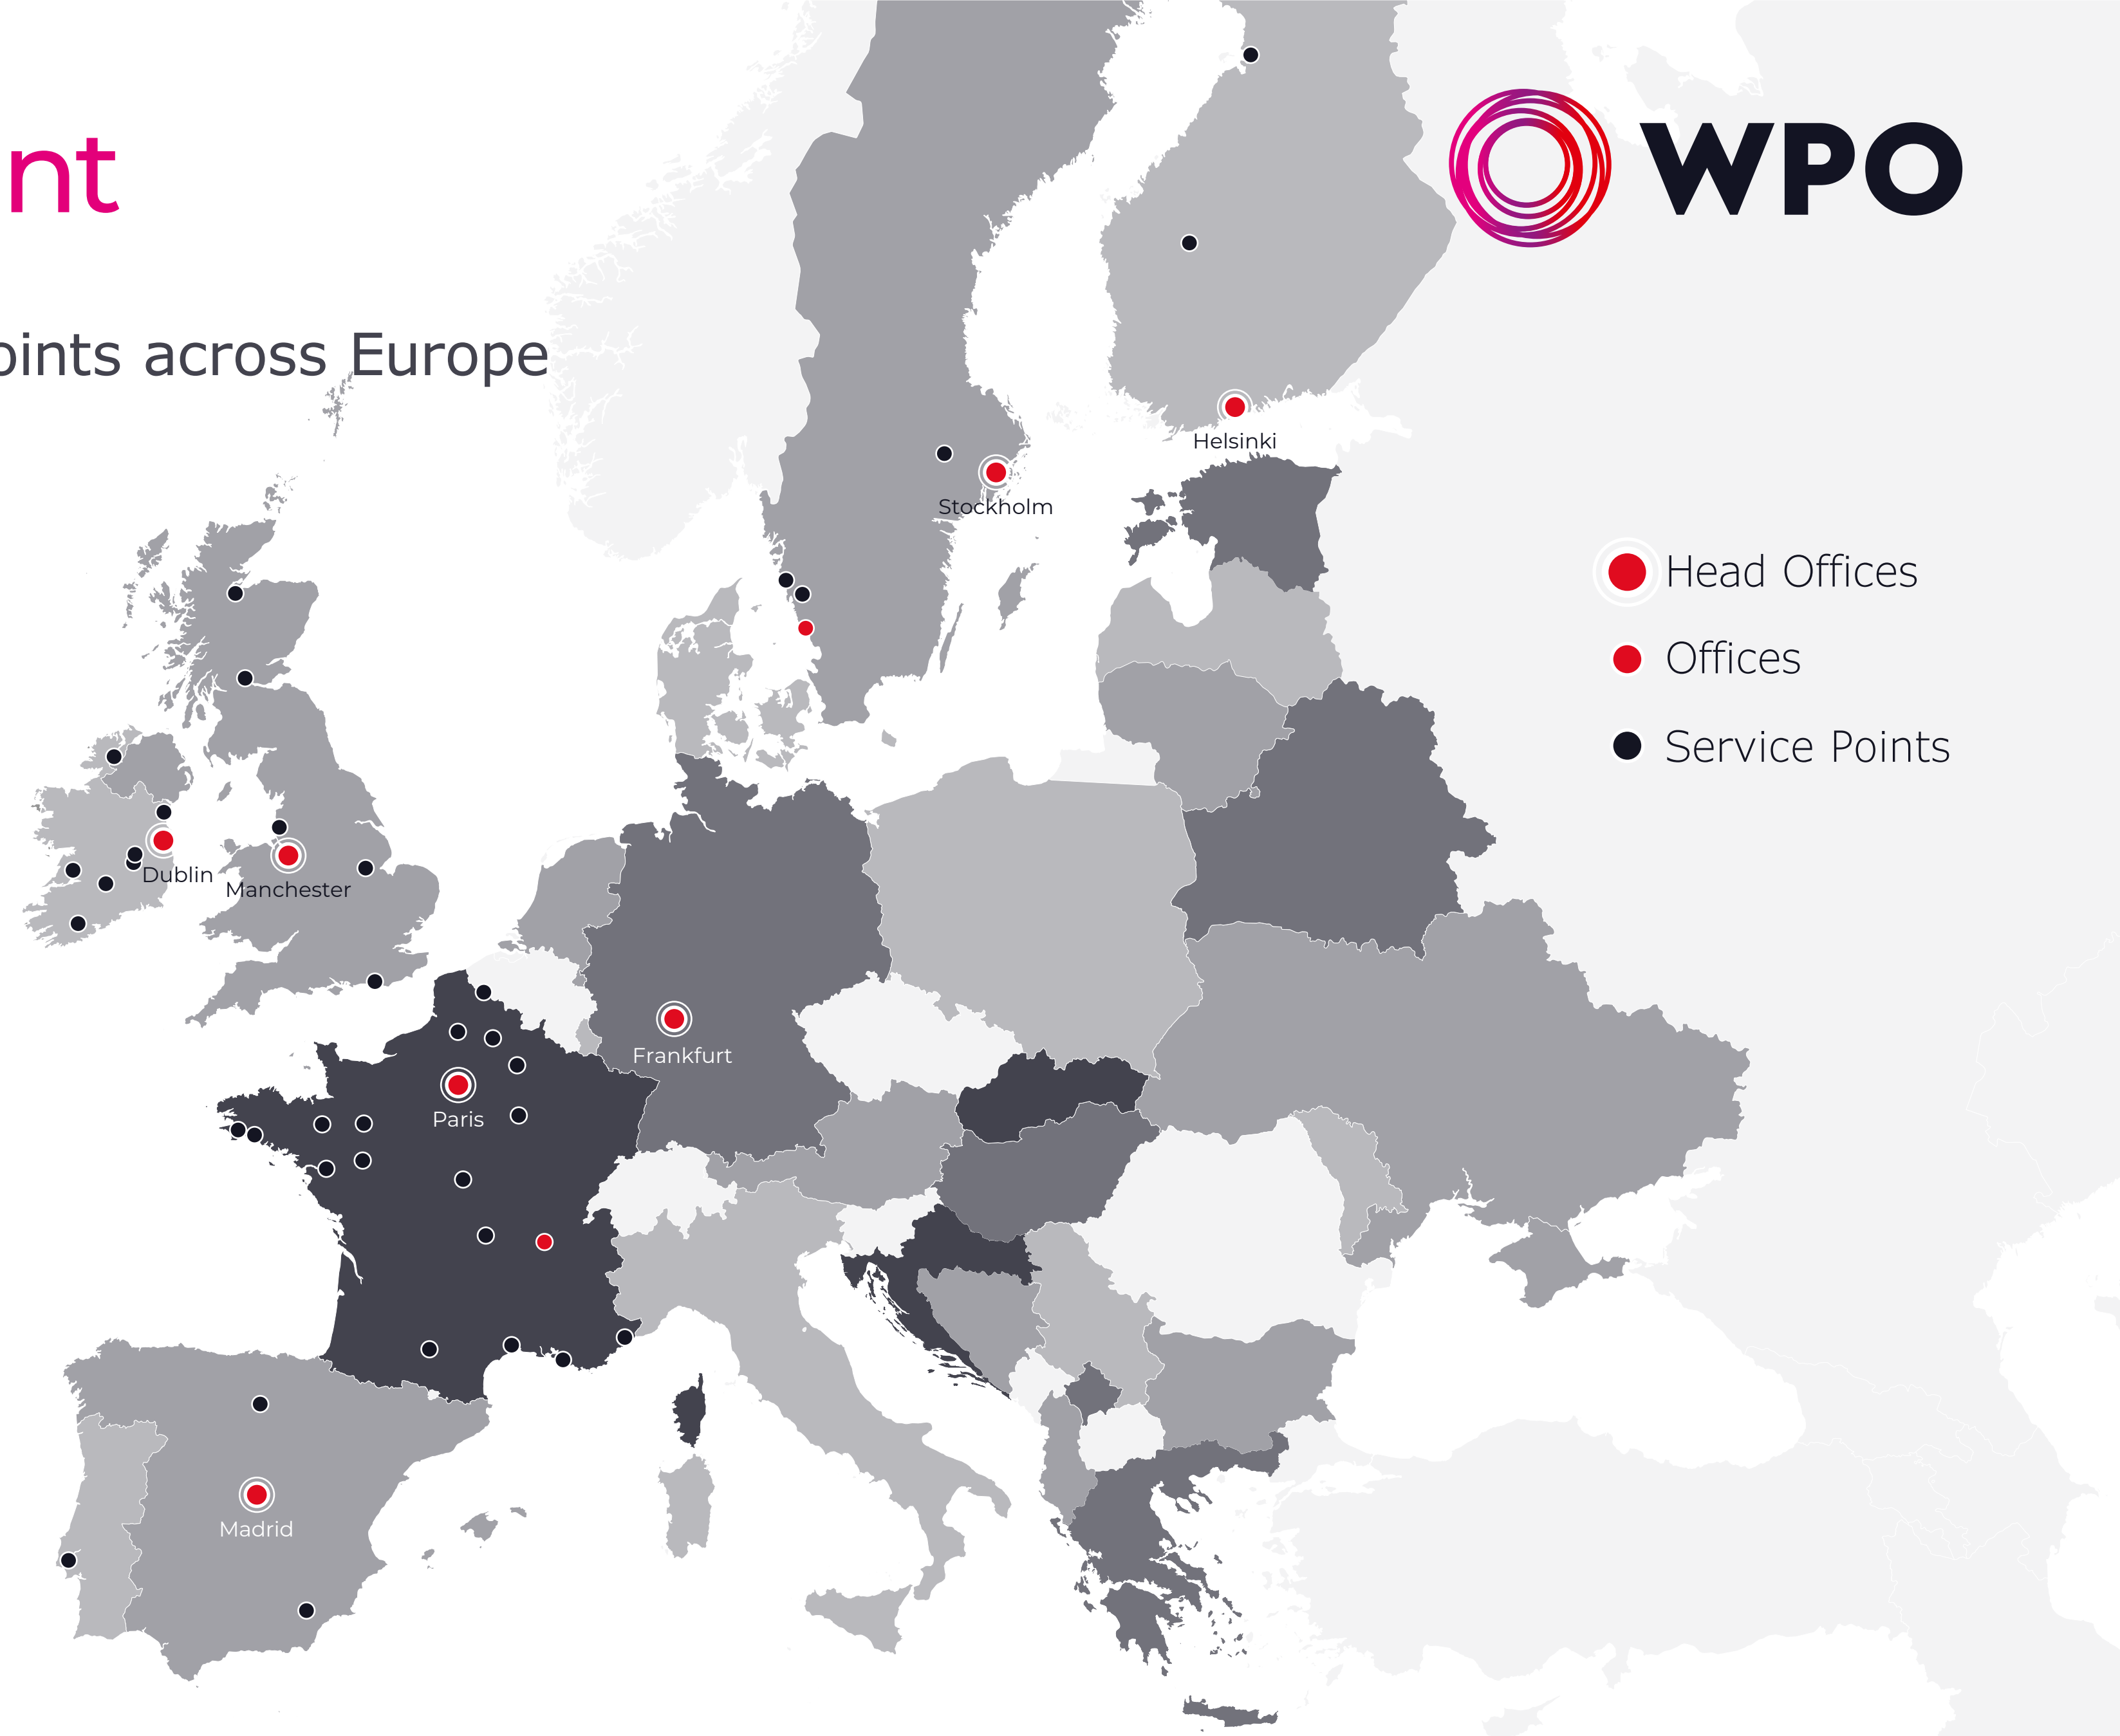 nt
WPO
oints across Europe
Helsinki
Stockholm
Head Offices
Offices
Service Points
Dublin
Manchester
Frankfurt
Paris
Madrid